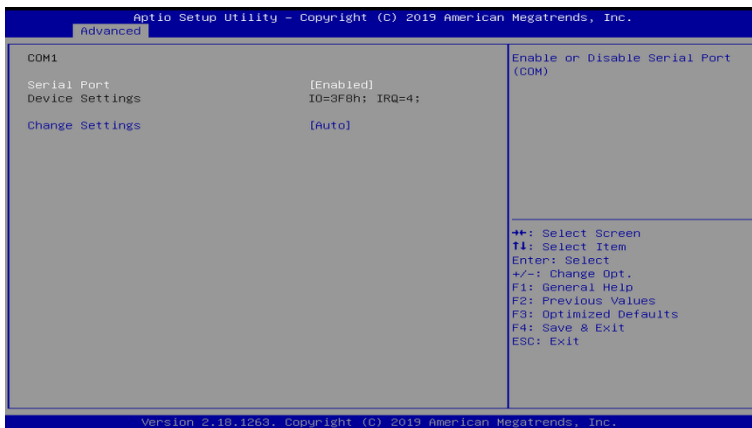 Aptio Setup Utility – Copyright (C) 2019 American Megatrends, Inc.
Advanced
COM1
Serial Port [Enabled]
Device Settings IO=3F8h; IRQ=4;
Change Settings [Auto]
Enable or Disable Serial Port
(COM)
→←: Select Screen
↑↓: Select Item
Enter: Select
+/-: Change Opt.
F1: General Help
F2: Previous Values
F3: Optimized Defaults
F4: Save & Exit
ESC: Exit
Version 2.18.1263. Copyright (C) 2019 American Megatrends, Inc.